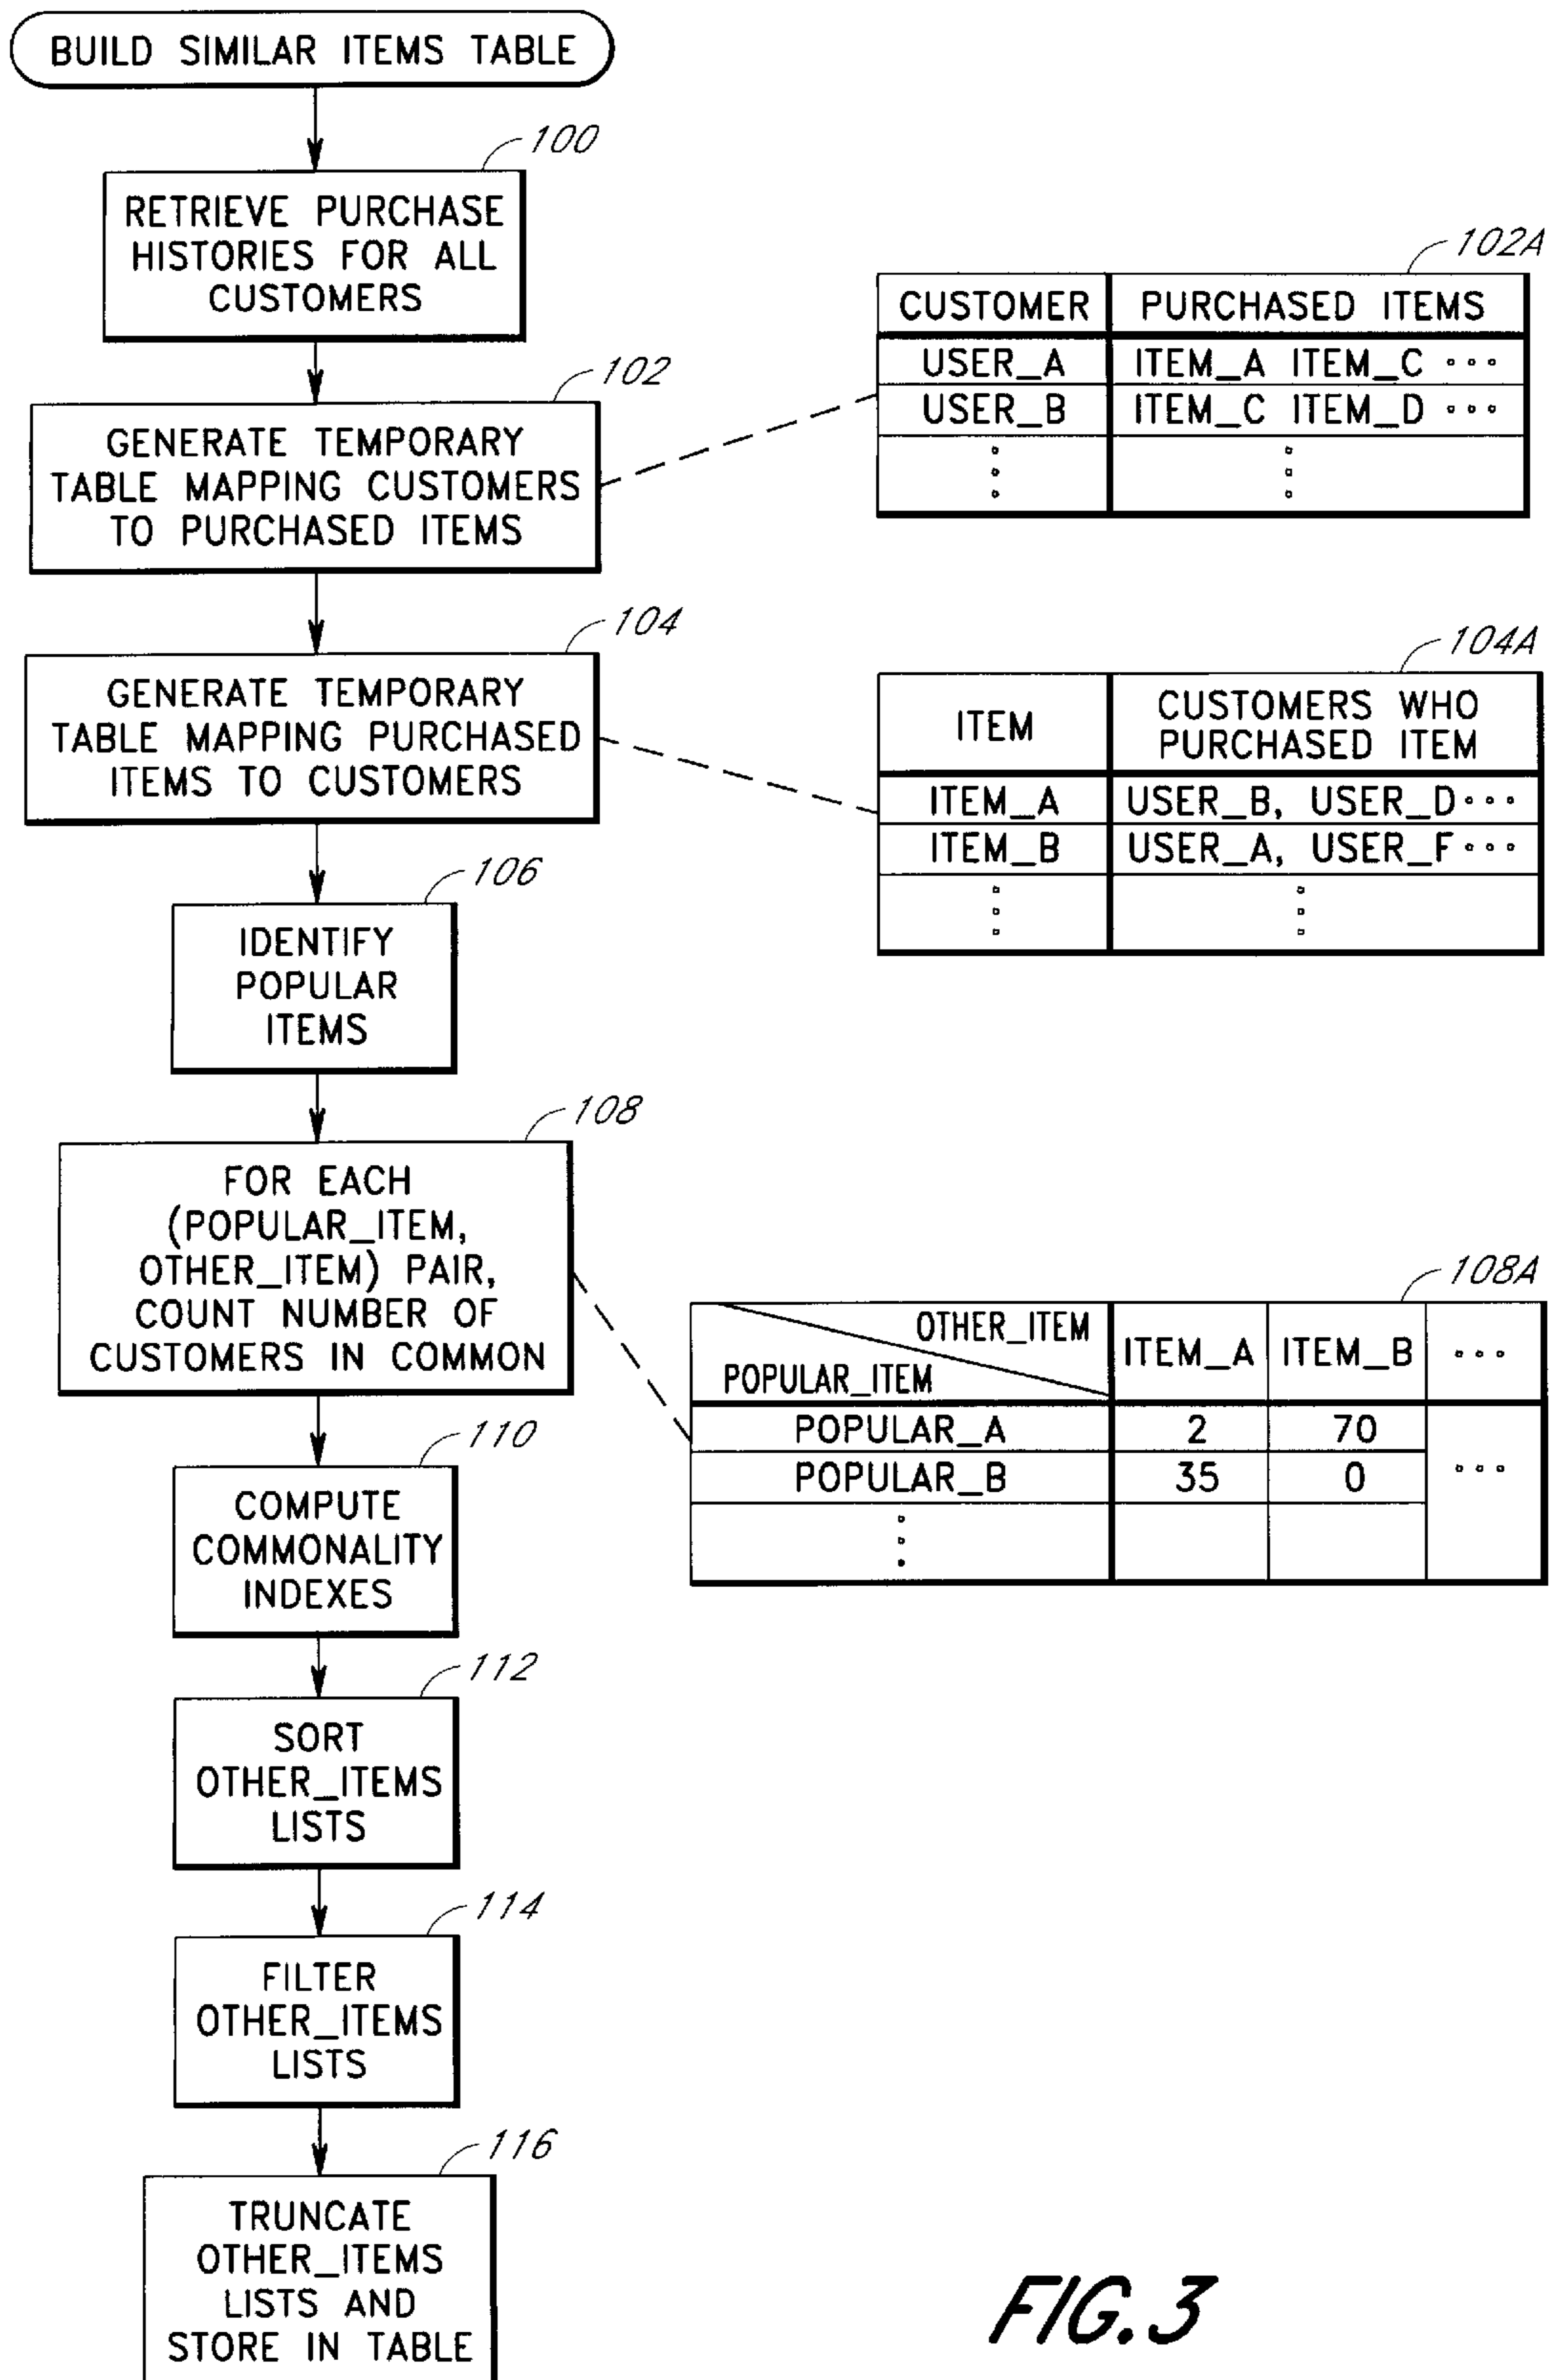 BUILD SIMILAR ITEMS TABLE
100
RETRIEVE PURCHASE
HISTORIES FOR ALL
CUSTOMERS
102
GENERATE TEMPORARY
TABLE MAPPING CUSTOMERS
TO PURCHASED ITEMS
102A
CUSTOMER PURCHASED ITEMS
USER_A ITEM_A ITEM_C ...
USER_B ITEM_C ITEM_D ...
104
GENERATE TEMPORARY
TABLE MAPPING PURCHASED
ITEMS TO CUSTOMERS
104A
ITEM
CUSTOMERS WHO
PURCHASED ITEM
ITEM_A USER_B, USER_D...
ITEM_B USER_A, USER_F...
106
IDENTIFY
POPULAR
ITEMS
108
FOR EACH
(POPULAR_ITEM,
OTHER_ITEM) PAIR,
COUNT NUMBER OF
CUSTOMERS IN COMMON
108A
OTHER_ITEM
POPULAR_ITEM
ITEM_A ITEM_B ...
POPULAR_A 2 70
POPULAR_B 35 0 ...
110
COMPUTE
COMMONALITY
INDEXES
112
SORT
OTHER_ITEMS
LISTS
114
FILTER
OTHER_ITEMS
LISTS
116
TRUNCATE
OTHER_ITEMS
LISTS AND
STORE IN TABLE
FIG. 3